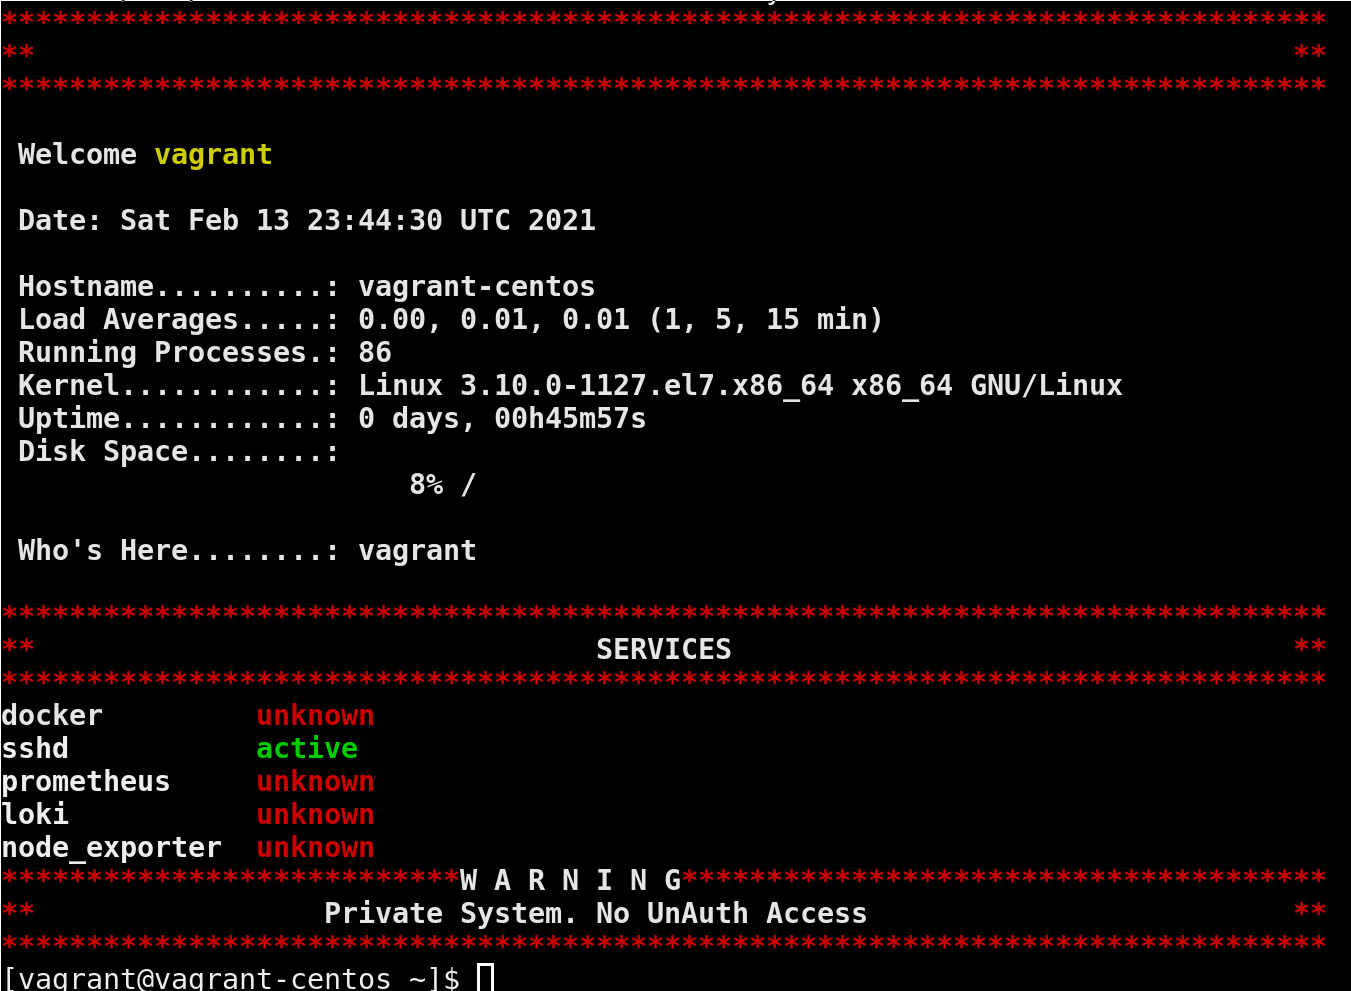 ******************************************************************************
**                                                                          **
******************************************************************************
Welcome vagrant
Date: Sat Feb 13 23:44:30 UTC 2021
Hostname..........: vagrant-centos
Load Averages.....: 0.00, 0.01, 0.01 (1, 5, 15 min)
Running Processes.: 86
Kernel............: Linux 3.10.0-1127.el7.x86_64 x86_64 GNU/Linux
Uptime............: 0 days, 00h45m57s
Disk Space........:
8% /
Who's Here........: vagrant
******************************************************************************
**                                 SERVICES                                 **
******************************************************************************
docker         unknown
sshd           active
prometheus     unknown
loki           unknown
node_exporter  unknown
***************************W A R N I N G**************************************
**                 Private System. No UnAuth Access                         **
******************************************************************************
[vagrant@vagrant-centos ~]$